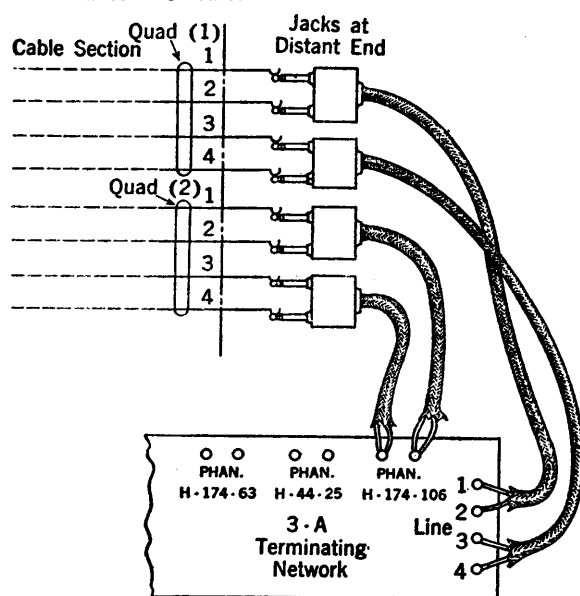 Quad (1)
Cable Section
1
2
3
4
Quad (2)
1
2
3
4
Jacks at
Distant End
PHAN. PHAN. PHAN.
H·174·63 H·44·25 H·174·106
3·A
Terminating
Network
Line
1
2
3
4